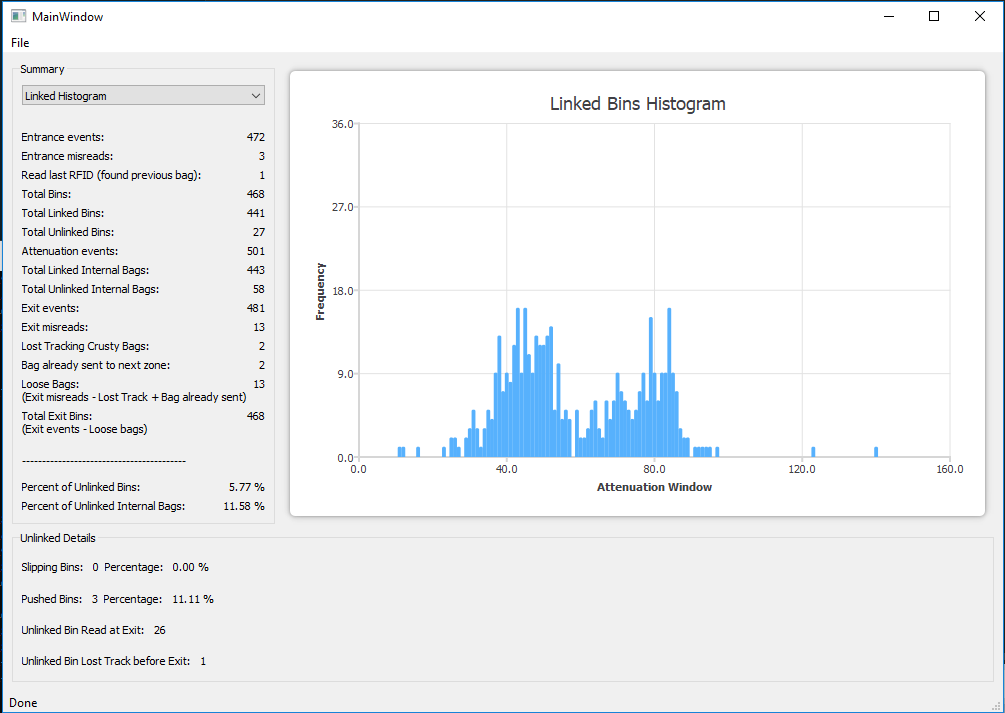 MainWindow
File
Summary
Linked Histogram
Entrance events: 472
Entrance misreads: 3
Read last RFID (found previous bag): 1
Total Bins: 468
Total Linked Bins: 441
Total Unlinked Bins: 27
Attenuation events: 501
Total Linked Internal Bags: 443
Total Unlinked Internal Bags: 58
Exit events: 481
Exit misreads: 13
Lost Tracking Crusty Bags: 2
Bag already sent to next zone: 2
Loose Bags: 13
(Exit misreads - Lost Track + Bag already sent)
Total Exit Bins: 468
(Exit events - Loose bags)
----------------------------------------
Percent of Unlinked Bins: 5.77 %
Percent of Unlinked Internal Bags: 11.58 %
Linked Bins Histogram
36.0
27.0
18.0
9.0
0.0
Frequency
0.0 40.0 80.0 120.0 160.0
Attenuation Window
Unlinked Details
Slipping Bins: 0 Percentage: 0.00 %
Pushed Bins: 3 Percentage: 11.11 %
Unlinked Bin Read at Exit: 26
Unlinked Bin Lost Track before Exit: 1
Done